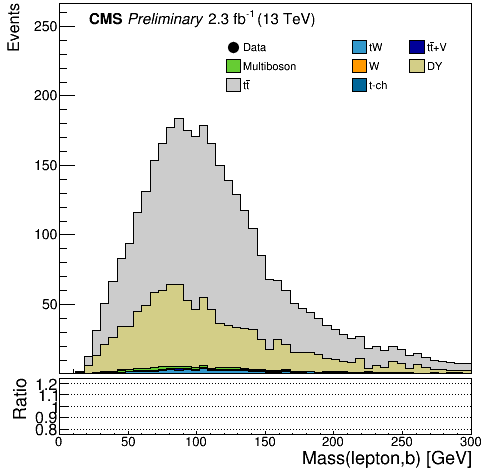 CMS Preliminary 2.3 fb-1 (13 TeV)
Events
250
200
150
100
50
Data
Multiboson
tt̄
tW
W
t-ch
tt̄+V
DY
Ratio
1.2
1.1
1
0.9
0.8
0 50 100 150 200 250 300
Mass(lepton,b) [GeV]